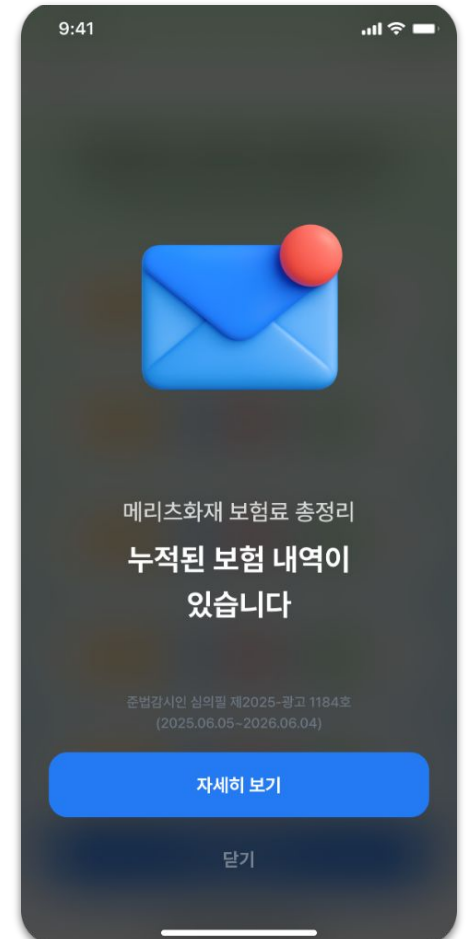 9:41
메리츠화재 보험료 총정리
누적된 보험 내역이
있습니다
준법감시인 심의필 제2025-광고 1184호
(2025.06.05~2026.06.04)
자세히 보기
닫기